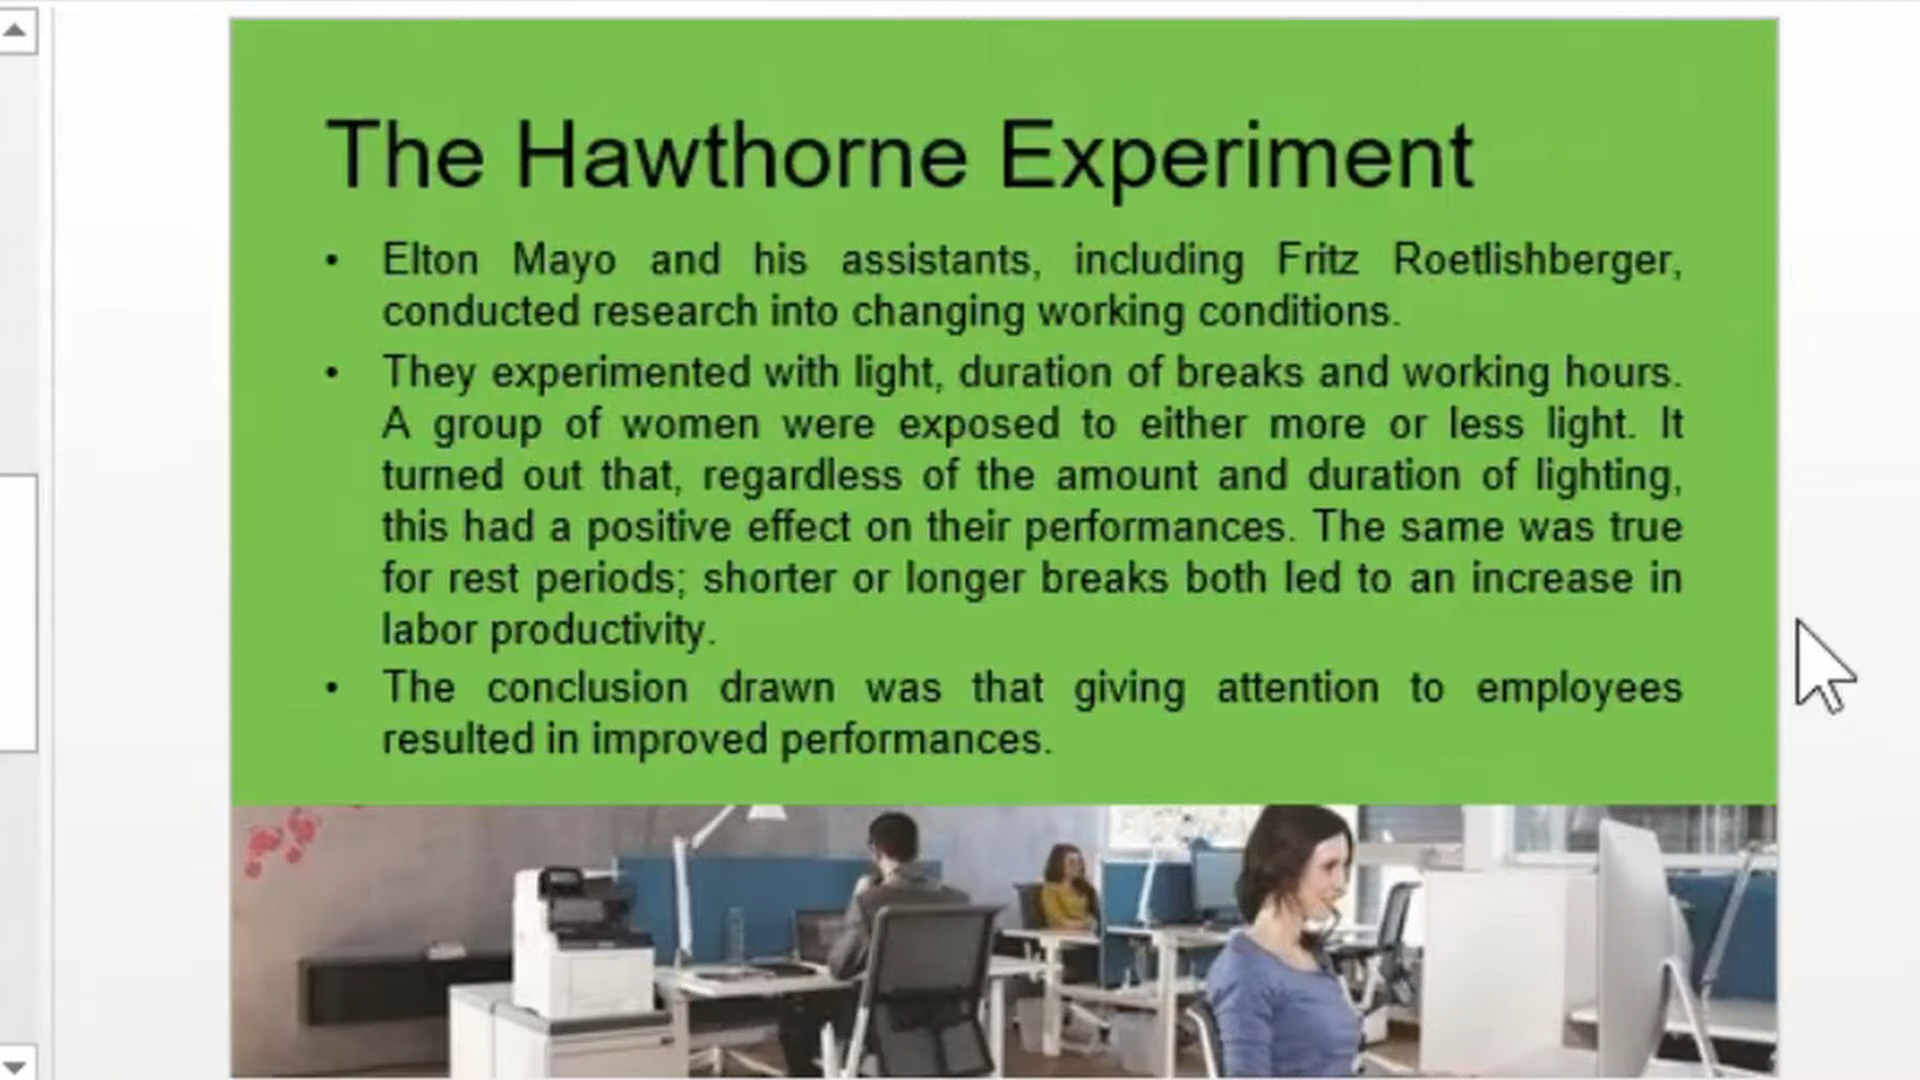 The Hawthorne Experiment
• Elton Mayo and his assistants, including Fritz Roetlishberger,
conducted research into changing working conditions.
• They experimented with light, duration of breaks and working hours.
A group of women were exposed to either more or less light. It
turned out that, regardless of the amount and duration of lighting,
this had a positive effect on their performances. The same was true
for rest periods; shorter or longer breaks both led to an increase in
labor productivity.
• The conclusion drawn was that giving attention to employees
resulted in improved performances.